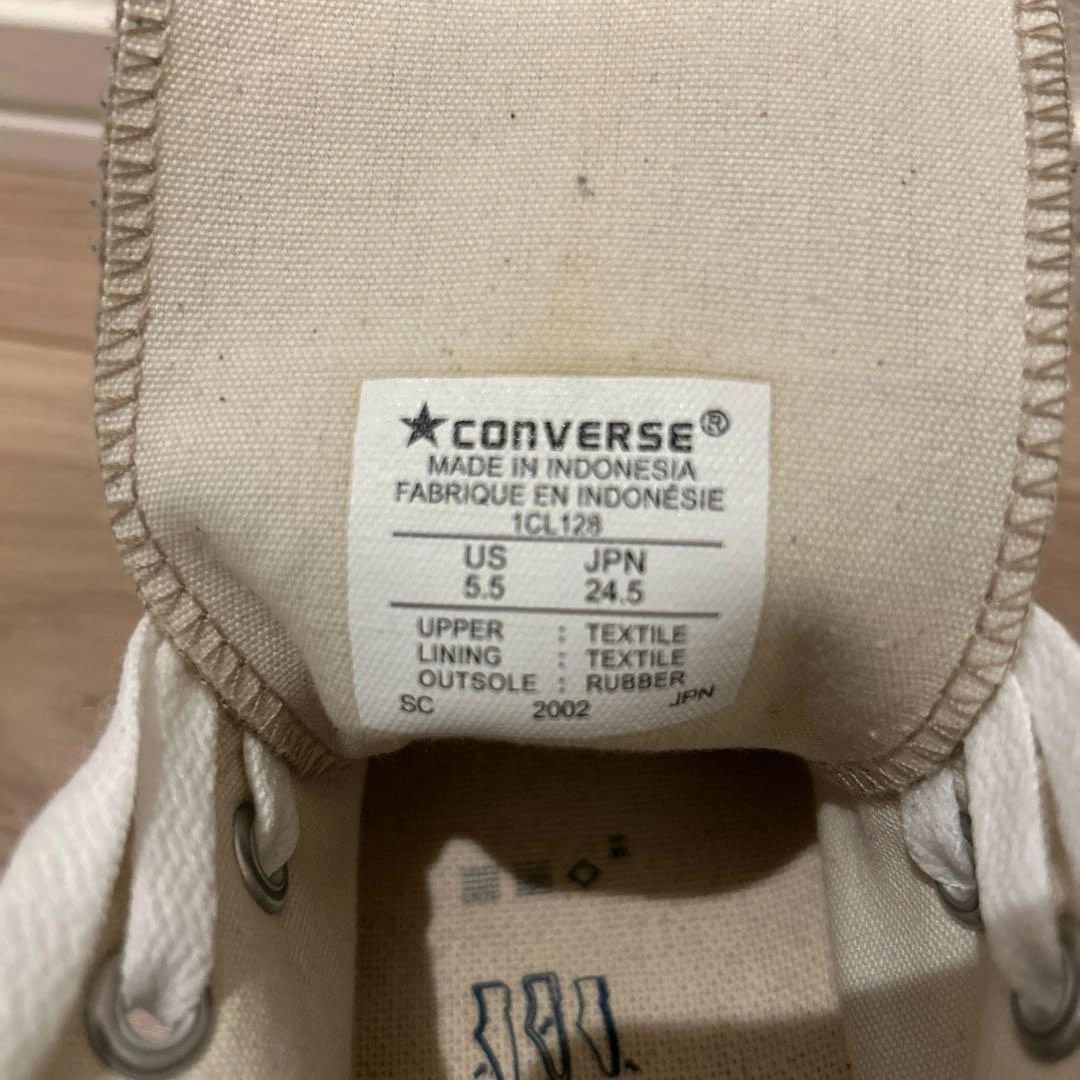 ★CONVERSE®
MADE IN INDONESIA
FABRIQUE EN INDONÉSIE
1CL128
US JPN
5.5 24.5
UPPER : TEXTILE
LINING : TEXTILE
OUTSOLE : RUBBER
SC 2002 JPN